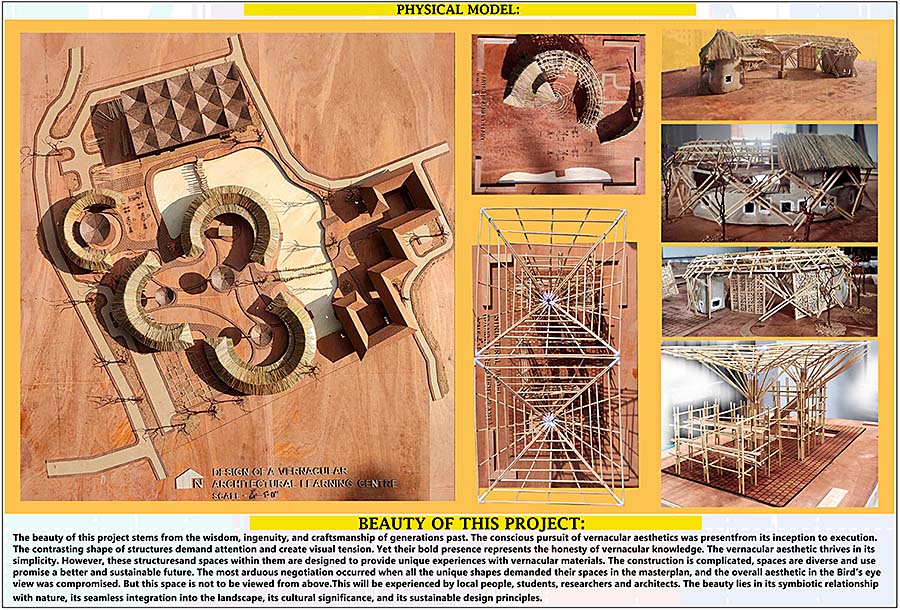 PHYSICAL MODEL:
DESIGN OF A VERNACULAR
ARCHITECTURAL LEARNING CENTRE
SCALE -
N
BEAUTY OF THIS PROJECT:
The beauty of this project stems from the wisdom, ingenuity, and craftsmanship of generations past. The conscious pursuit of vernacular aesthetics was presentfrom its inception to execution.
The contrasting shape of structures demand attention and create visual tension. Yet their bold presence represents the honesty of vernacular knowledge. The vernacular aesthetic thrives in its
simplicity. However, these structuresand spaces within them are designed to provide unique experiences with vernacular materials. The construction is complicated, spaces are diverse and use
promise a better and sustainable future. The most arduous negotiation occurred when all the unique shapes demanded their spaces in the masterplan, and the overall aesthetic in the Bird's eye
view was compromised. But this space is not to be viewed from above.This will be experienced by local people, students, researchers and architects. The beauty lies in its symbiotic relationship
with nature, its seamless integration into the landscape, its cultural significance, and its sustainable design principles.